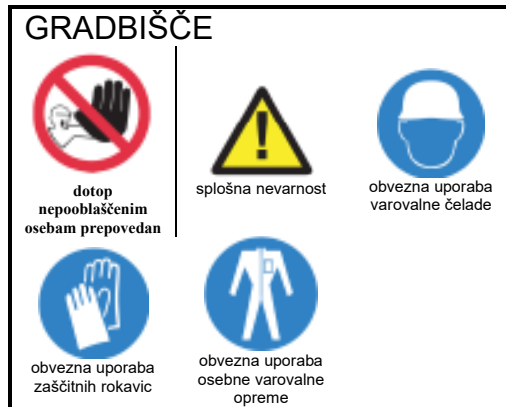 GRADBIŠČE
dotop
nepooblaščenim
osebam prepovedan
splošna nevarnost
obvezna uporaba
varovalne čelade
obvezna uporaba
zaščitnih rokavic
obvezna uporaba
osebne varovalne
opreme